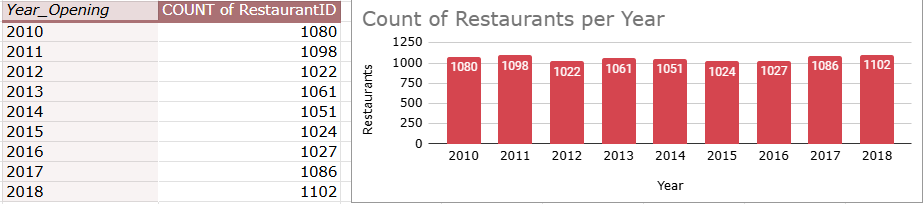 Year_Opening COUNT of RestaurantID
2010 1080
2011 1098
2012 1022
2013 1061
2014 1051
2015 1024
2016 1027
2017 1086
2018 1102
Count of Restaurants per Year
1250
1000
750
500
250
0
Restaurants
1080 1098 1022 1061 1051 1024 1027 1086 1102
2010 2011 2012 2013 2014 2015 2016 2017 2018
Year